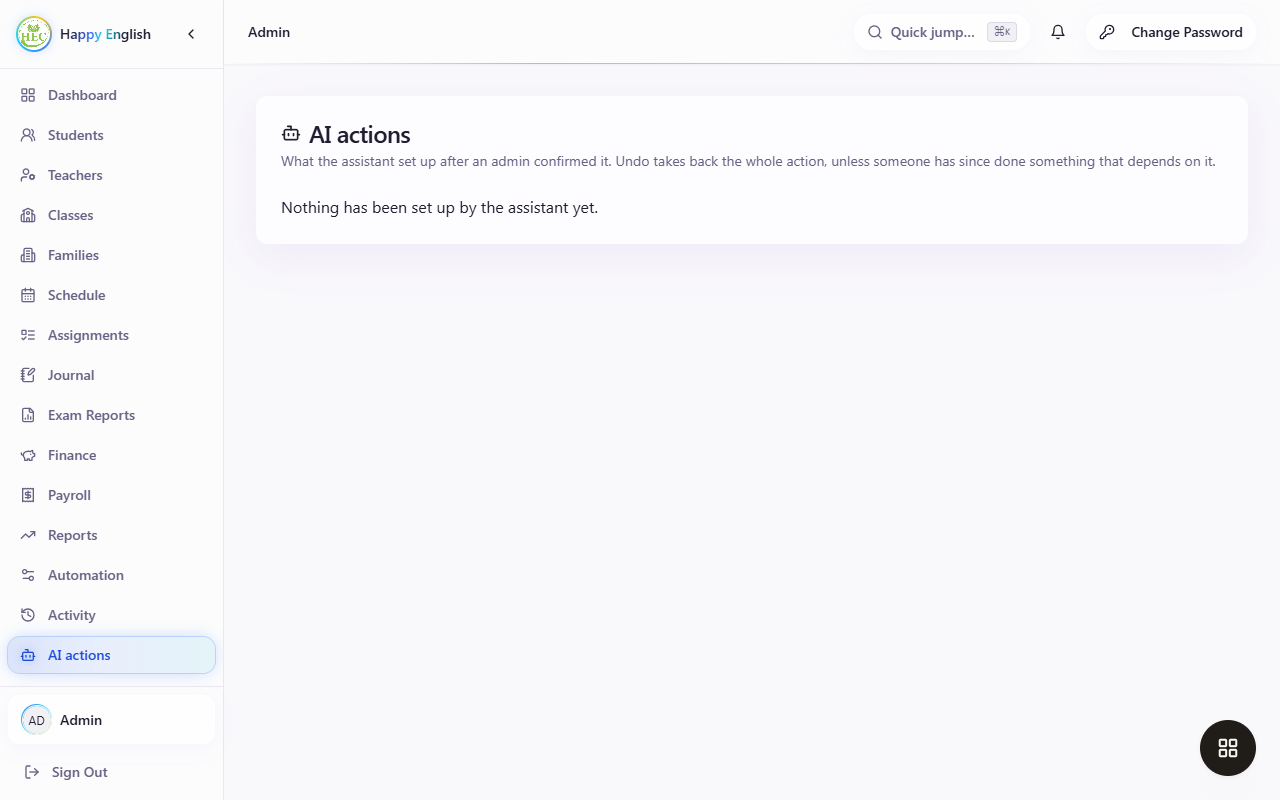 HEC
Happy English
Dashboard
Students
Teachers
Classes
Families
Schedule
Assignments
Journal
Exam Reports
Finance
Payroll
Reports
Automation
Activity
AI actions
AD
Admin
Sign Out
Admin
Quick jump...
⌘K
Change Password
AI actions
What the assistant set up after an admin confirmed it. Undo takes back the whole action, unless someone has since done something that depends on it.
Nothing has been set up by the assistant yet.